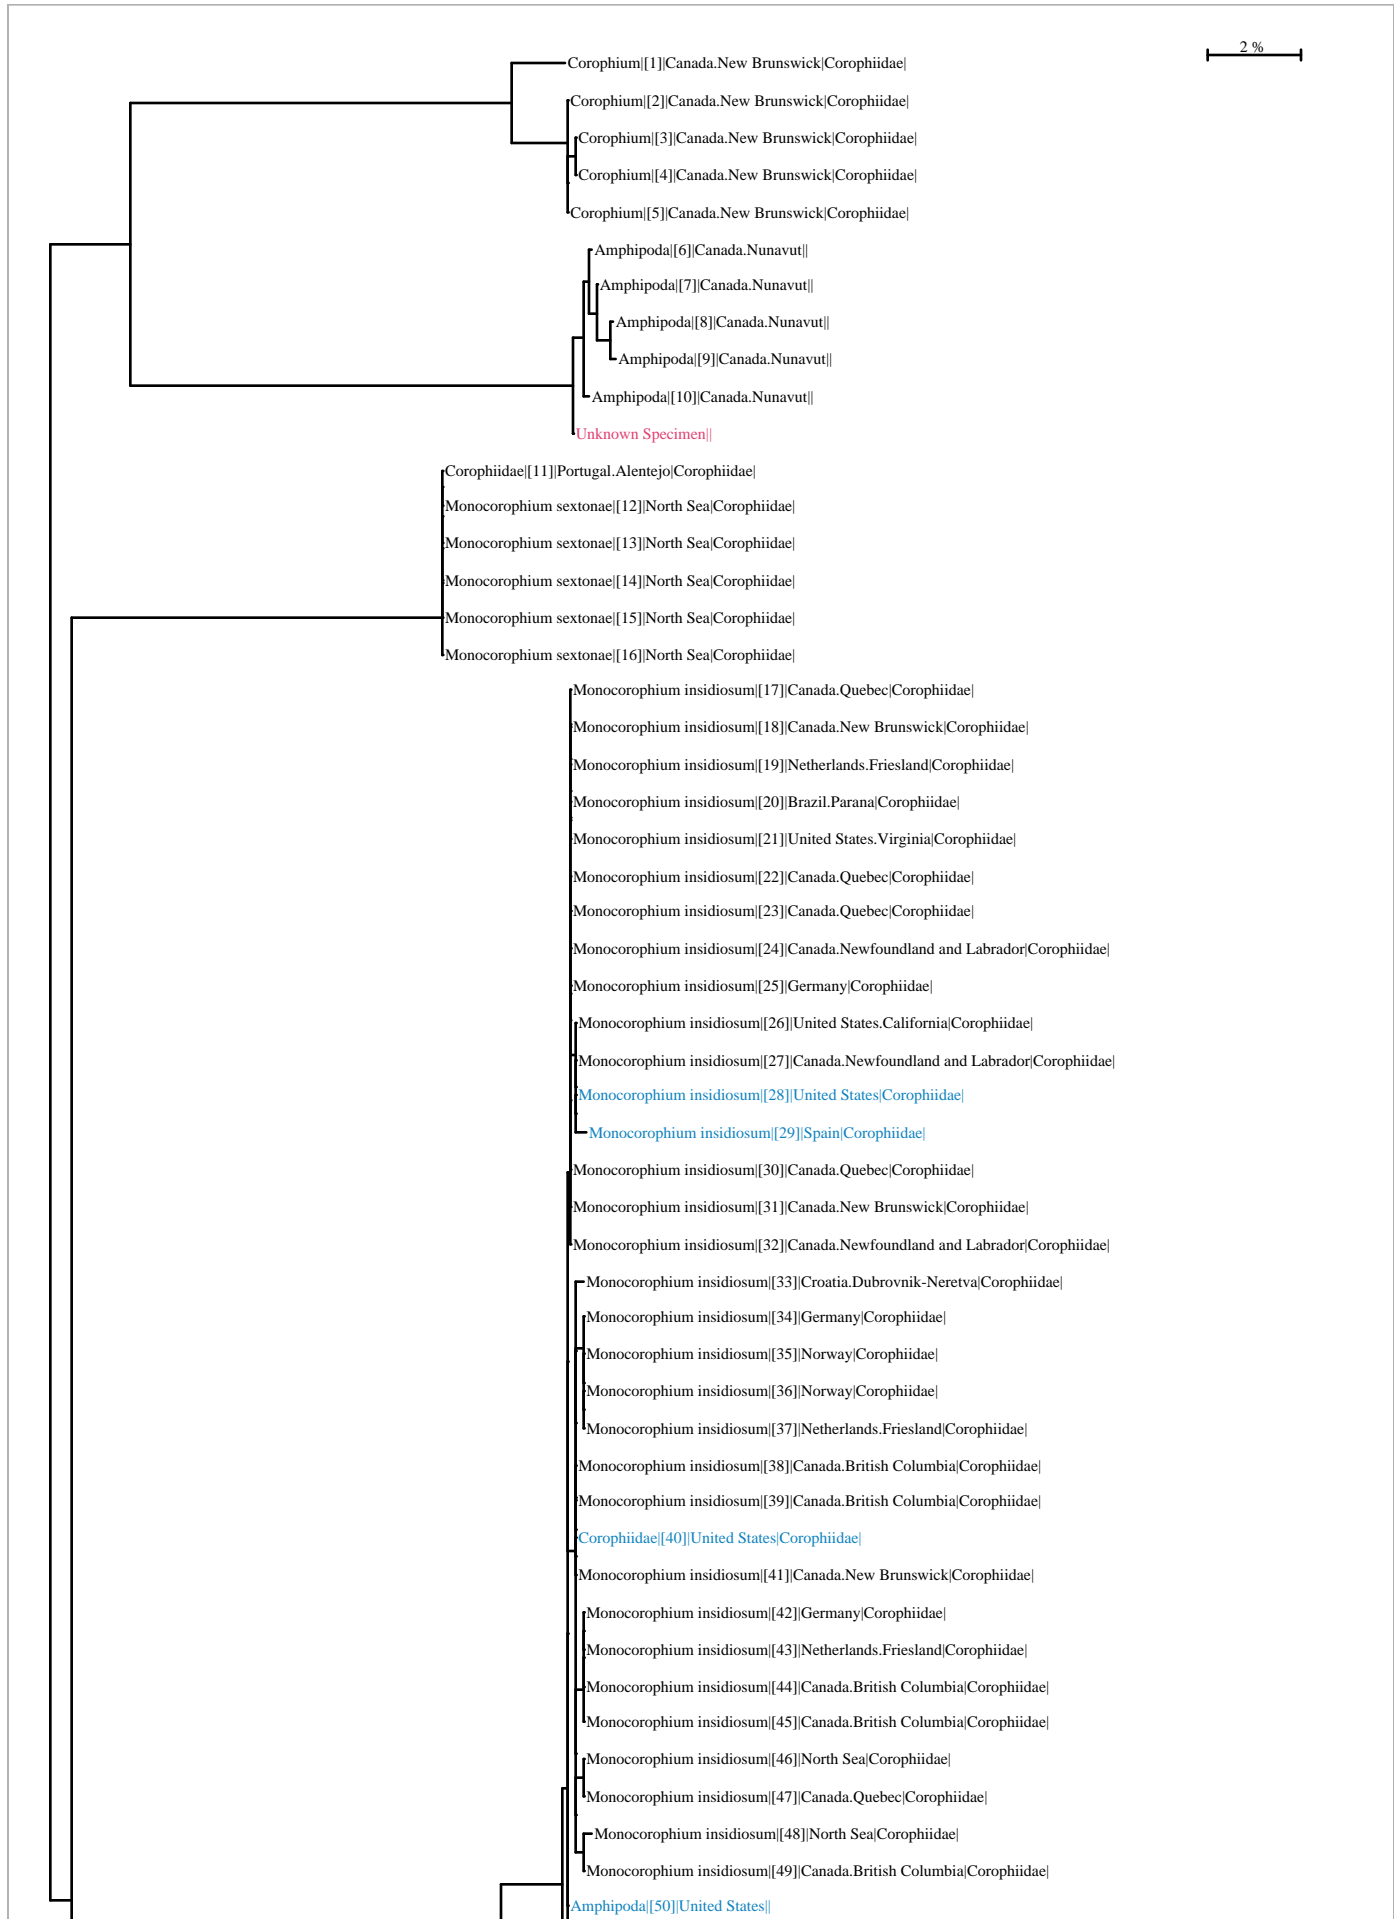 2 %
Corophium|[1]|Canada.New Brunswick|Corophiidae|
Corophium|[2]|Canada.New Brunswick|Corophiidae|
Corophium|[3]|Canada.New Brunswick|Corophiidae|
Corophium|[4]|Canada.New Brunswick|Corophiidae|
Corophium|[5]|Canada.New Brunswick|Corophiidae|
Amphipoda|[6]|Canada.Nunavut||
Amphipoda|[7]|Canada.Nunavut||
Amphipoda|[8]|Canada.Nunavut||
Amphipoda|[9]|Canada.Nunavut||
Amphipoda|[10]|Canada.Nunavut||
Unknown Specimen||
Corophiidae|[11]|Portugal.Alentejo|Corophiidae|
Monocorophium sextonae|[12]|North Sea|Corophiidae|
Monocorophium sextonae|[13]|North Sea|Corophiidae|
Monocorophium sextonae|[14]|North Sea|Corophiidae|
Monocorophium sextonae|[15]|North Sea|Corophiidae|
Monocorophium sextonae|[16]|North Sea|Corophiidae|
Monocorophium insidiosum|[17]|Canada.Quebec|Corophiidae|
Monocorophium insidiosum|[18]|Canada.New Brunswick|Corophiidae|
Monocorophium insidiosum|[19]|Netherlands.Friesland|Corophiidae|
Monocorophium insidiosum|[20]|Brazil.Parana|Corophiidae|
Monocorophium insidiosum|[21]|United States.Virginia|Corophiidae|
Monocorophium insidiosum|[22]|Canada.Quebec|Corophiidae|
Monocorophium insidiosum|[23]|Canada.Quebec|Corophiidae|
Monocorophium insidiosum|[24]|Canada.Newfoundland and Labrador|Corophiidae|
Monocorophium insidiosum|[25]|Germany|Corophiidae|
Monocorophium insidiosum|[26]|United States.California|Corophiidae|
Monocorophium insidiosum|[27]|Canada.Newfoundland and Labrador|Corophiidae|
Monocorophium insidiosum|[28]|United States|Corophiidae|
Monocorophium insidiosum|[29]|Spain|Corophiidae|
Monocorophium insidiosum|[30]|Canada.Quebec|Corophiidae|
Monocorophium insidiosum|[31]|Canada.New Brunswick|Corophiidae|
Monocorophium insidiosum|[32]|Canada.Newfoundland and Labrador|Corophiidae|
Monocorophium insidiosum|[33]|Croatia.Dubrovnik-Neretva|Corophiidae|
Monocorophium insidiosum|[34]|Germany|Corophiidae|
Monocorophium insidiosum|[35]|Norway|Corophiidae|
Monocorophium insidiosum|[36]|Norway|Corophiidae|
Monocorophium insidiosum|[37]|Netherlands.Friesland|Corophiidae|
Monocorophium insidiosum|[38]|Canada.British Columbia|Corophiidae|
Monocorophium insidiosum|[39]|Canada.British Columbia|Corophiidae|
Corophiidae|[40]|United States|Corophiidae|
Monocorophium insidiosum|[41]|Canada.New Brunswick|Corophiidae|
Monocorophium insidiosum|[42]|Germany|Corophiidae|
Monocorophium insidiosum|[43]|Netherlands.Friesland|Corophiidae|
Monocorophium insidiosum|[44]|Canada.British Columbia|Corophiidae|
Monocorophium insidiosum|[45]|Canada.British Columbia|Corophiidae|
Monocorophium insidiosum|[46]|North Sea|Corophiidae|
Monocorophium insidiosum|[47]|Canada.Quebec|Corophiidae|
Monocorophium insidiosum|[48]|North Sea|Corophiidae|
Monocorophium insidiosum|[49]|Canada.British Columbia|Corophiidae|
Amphipoda|[50]|United States||